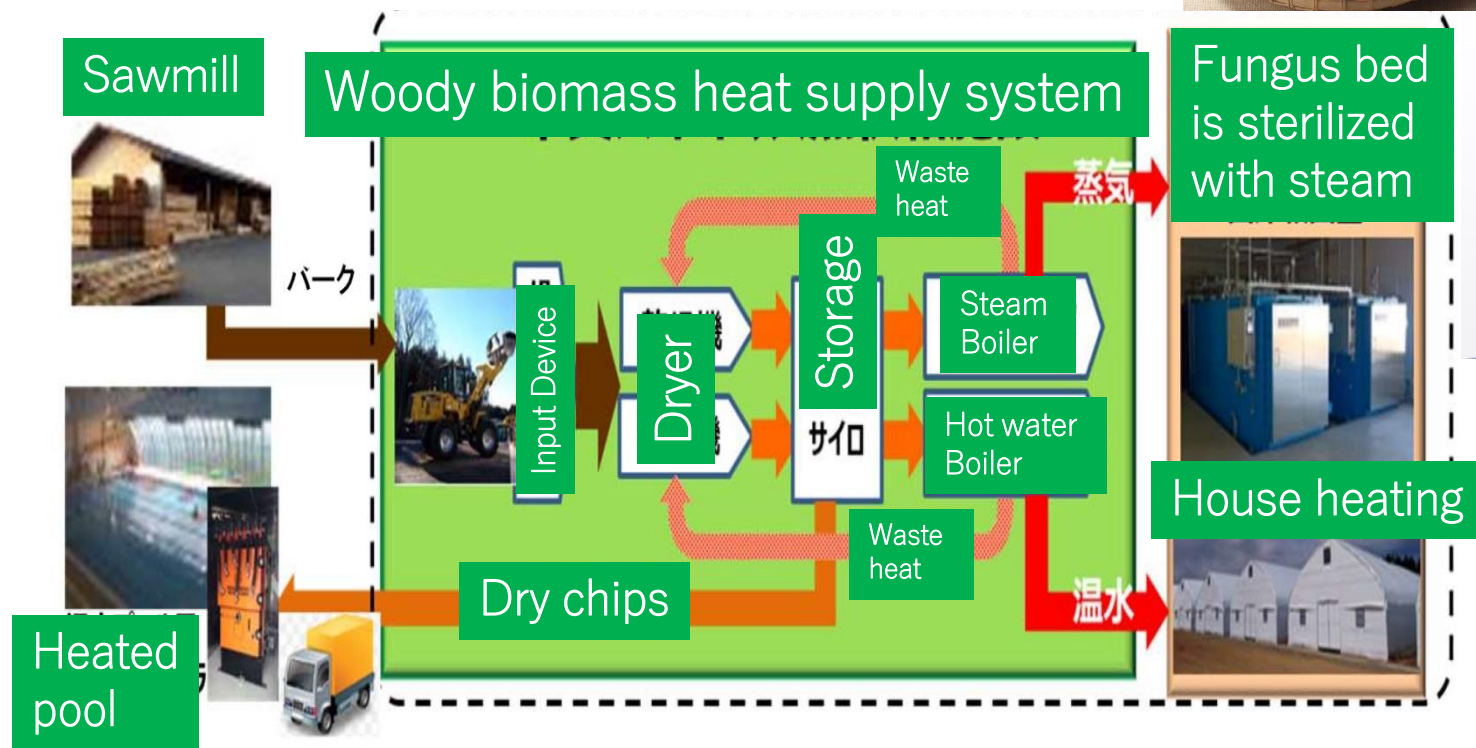 Sawmill
Woody biomass heat supply system
Fungus bed
is sterilized
with steam
Waste
heat
蒸気
バーク
Input Device
Dryer
機
機
Storage
サイロ
Steam
Boiler
Hot water
Boiler
House heating
Waste
heat
Dry chips
温水
Heated
pool